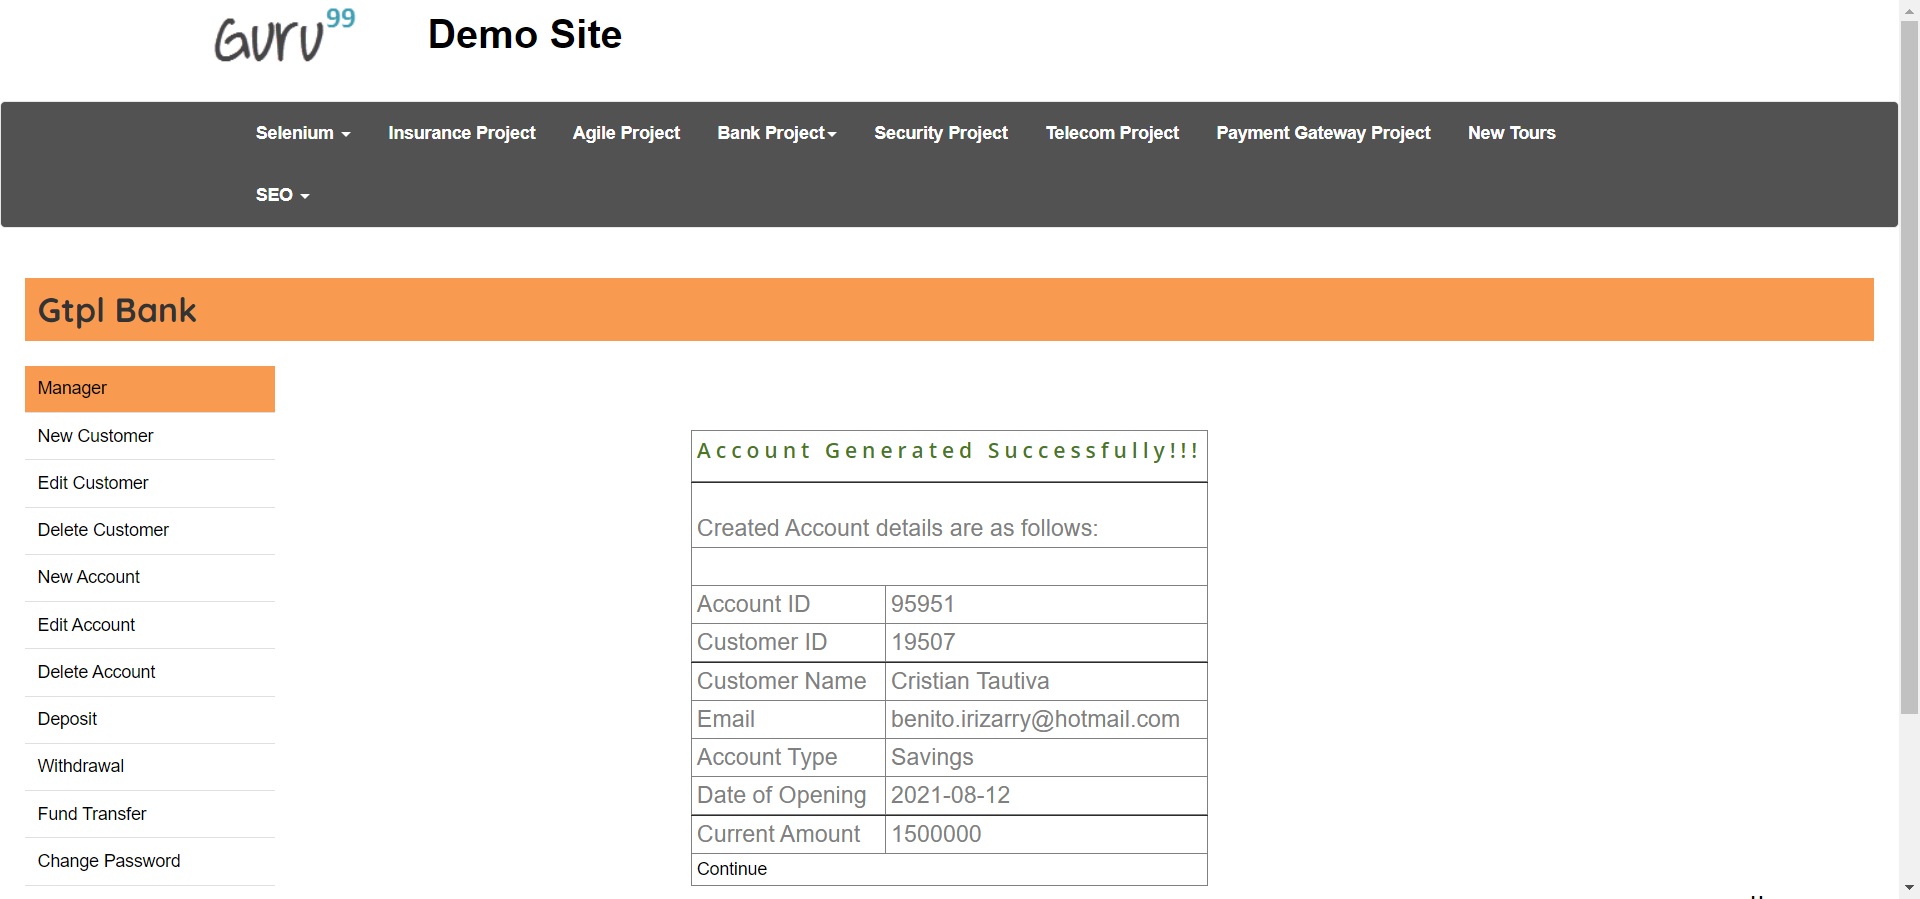 Guru99 Demo Site
Selenium Insurance Project Agile Project Bank Project Security Project Telecom Project Payment Gateway Project New Tours
SEO
Gtpl Bank
Manager
New Customer
Edit Customer
Delete Customer
New Account
Edit Account
Delete Account
Deposit
Withdrawal
Fund Transfer
Change Password
Account Generated Successfully!!!
Created Account details are as follows:
Account ID 95951
Customer ID 19507
Customer Name Cristian Tautiva
Email benito.irizarry@hotmail.com
Account Type Savings
Date of Opening 2021-08-12
Current Amount 1500000
Continue